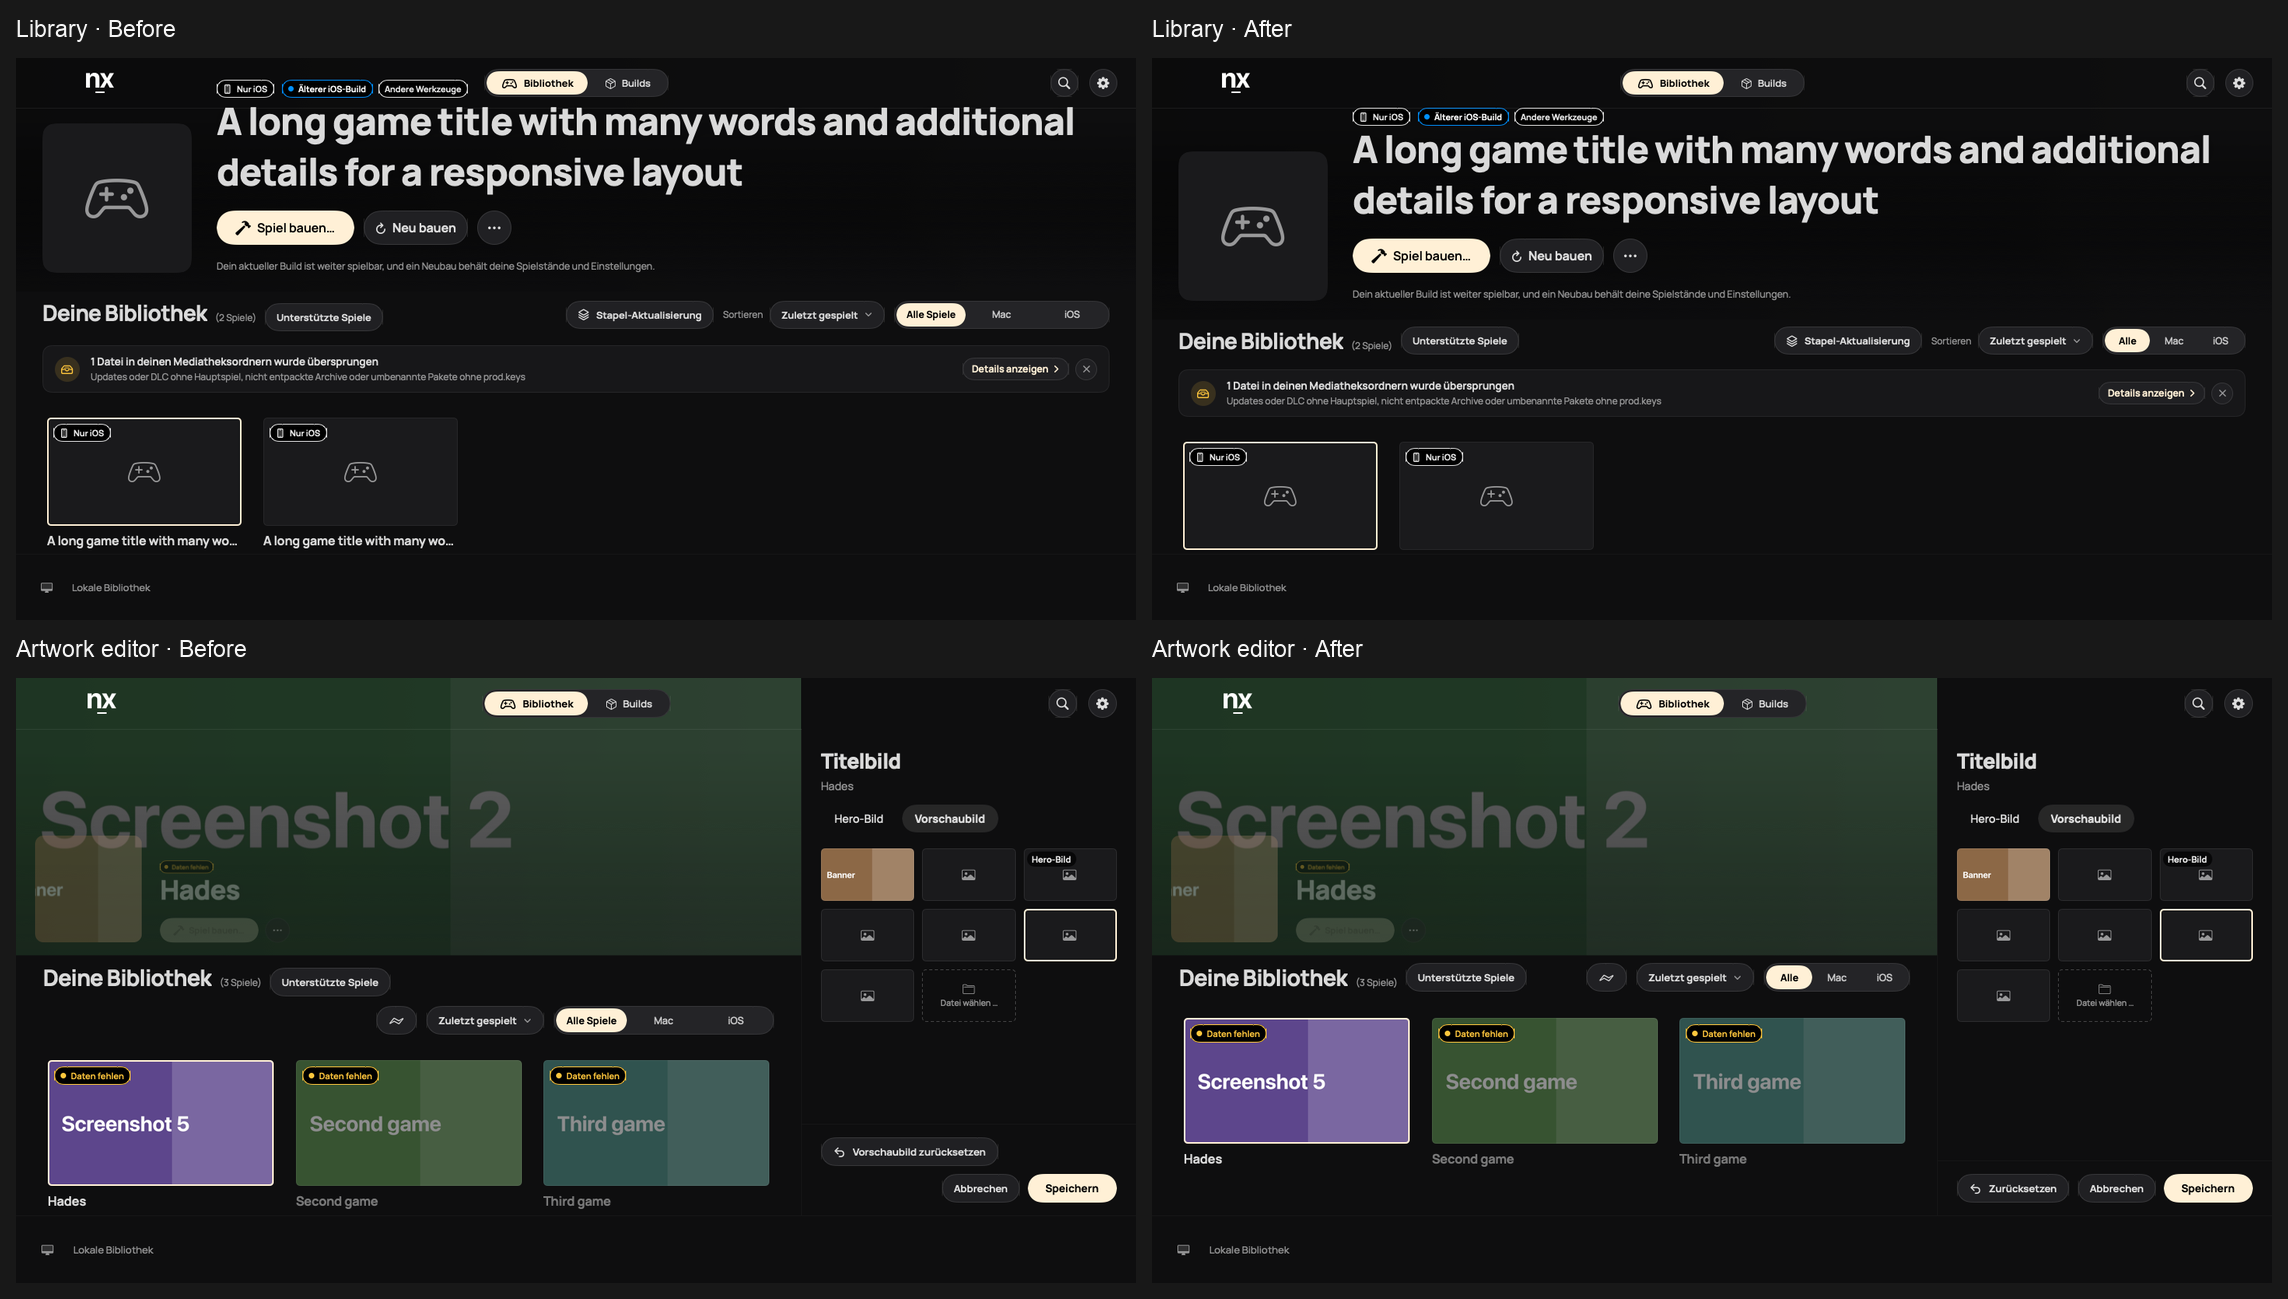 Library · Before
nx
Nur iOS
Älterer iOS-Build
Andere Werkzeuge
Bibliothek
Builds
A long game title with many words and additional
details for a responsive layout
Spiel bauen…
Neu bauen
Dein aktueller Build ist weiter spielbar, und ein Neubau behält deine Spielstände und Einstellungen.
Deine Bibliothek
(2 Spiele)
Unterstützte Spiele
Stapel-Aktualisierung
Sortieren
Zuletzt gespielt
Alle Spiele
Mac
iOS
1 Datei in deinen Mediatheksordnern wurde übersprungen
Updates oder DLC ohne Hauptspiel, nicht entpackte Archive oder umbenannte Pakete ohne prod.keys
Details anzeigen
Nur iOS
Nur iOS
A long game title with many wo…
A long game title with many wo…
Lokale Bibliothek
Library · After
nx
Bibliothek
Builds
Nur iOS
Älterer iOS-Build
Andere Werkzeuge
A long game title with many words and additional
details for a responsive layout
Spiel bauen…
Neu bauen
Dein aktueller Build ist weiter spielbar, und ein Neubau behält deine Spielstände und Einstellungen.
Deine Bibliothek
(2 Spiele)
Unterstützte Spiele
Stapel-Aktualisierung
Sortieren
Zuletzt gespielt
Alle
Mac
iOS
1 Datei in deinen Mediatheksordnern wurde übersprungen
Updates oder DLC ohne Hauptspiel, nicht entpackte Archive oder umbenannte Pakete ohne prod.keys
Details anzeigen
Nur iOS
Nur iOS
Lokale Bibliothek
Artwork editor · Before
nx
Bibliothek
Builds
Screenshot 2
ner
Daten fehlen
Hades
Spiel bauen…
Titelbild
Hades
Hero-Bild
Vorschaubild
Banner
Hero-Bild
Datei wählen …
Deine Bibliothek
(3 Spiele)
Unterstützte Spiele
Zuletzt gespielt
Alle Spiele
Mac
iOS
Daten fehlen
Screenshot 5
Hades
Daten fehlen
Second game
Second game
Daten fehlen
Third game
Third game
Vorschaubild zurücksetzen
Abbrechen
Speichern
Lokale Bibliothek
Artwork editor · After
nx
Bibliothek
Builds
Screenshot 2
ner
Daten fehlen
Hades
Spiel bauen…
Titelbild
Hades
Hero-Bild
Vorschaubild
Banner
Hero-Bild
Datei wählen …
Deine Bibliothek
(3 Spiele)
Unterstützte Spiele
Zuletzt gespielt
Alle
Mac
iOS
Daten fehlen
Screenshot 5
Hades
Daten fehlen
Second game
Second game
Daten fehlen
Third game
Third game
Zurücksetzen
Abbrechen
Speichern
Lokale Bibliothek